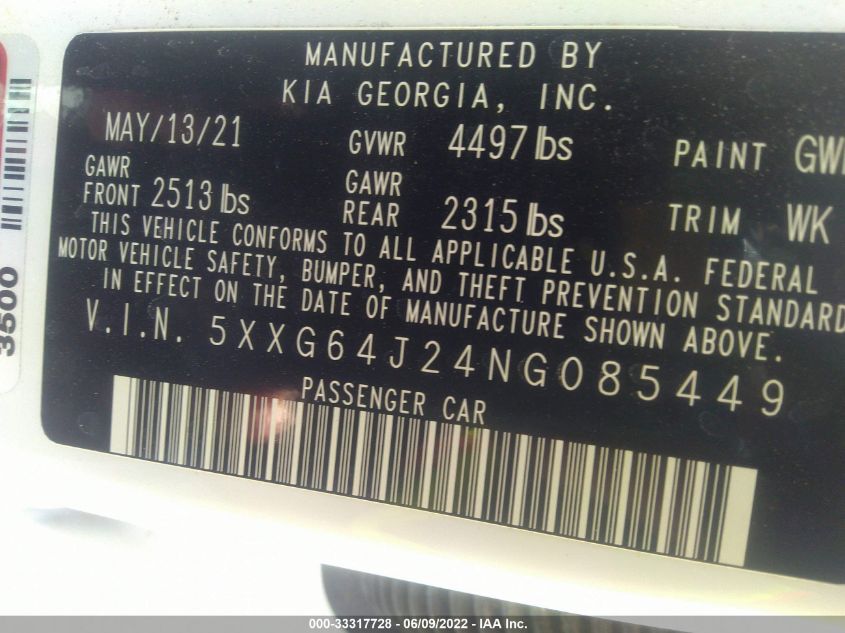 MANUFACTURED BY
KIA GEORGIA, INC.
MAY/13/21 GVWR 4497 lbs PAINT GW
GAWR FRONT 2513 lbs GAWR REAR 2315 lbs TRIM WK
THIS VEHICLE CONFORMS TO ALL APPLICABLE U.S.A. FEDERAL
MOTOR VEHICLE SAFETY, BUMPER, AND THEFT PREVENTION STANDARD
IN EFFECT ON THE DATE OF MANUFACTURE SHOWN ABOVE.
V.I.N. 5XXG64J24NG085449
PASSENGER CAR
3500
000-33317728 - 06/09/2022 - IAA Inc.